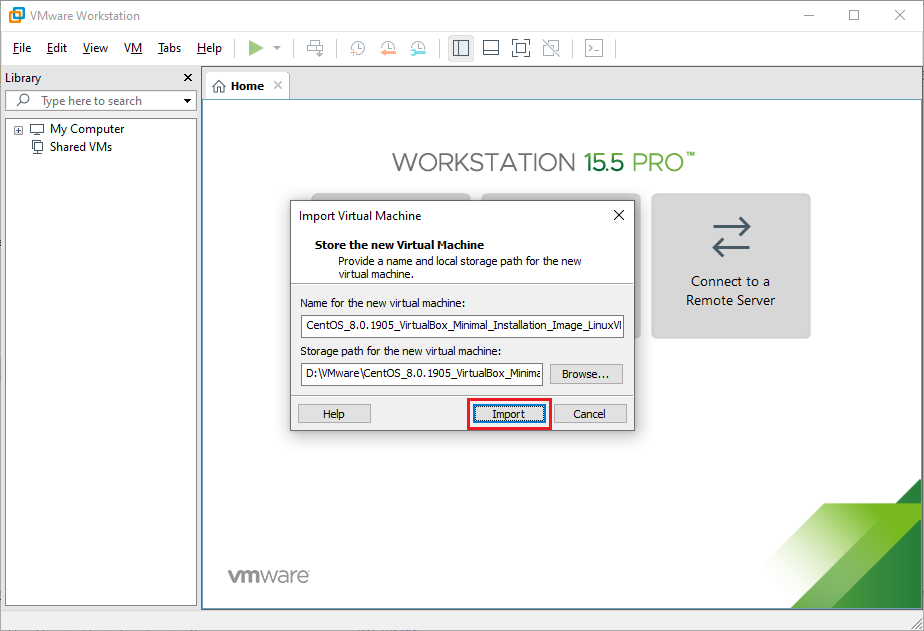 VMware Workstation
File Edit View VM Tabs Help
Library
Type here to search
My Computer
Shared VMs
Home
WORKSTATION 15.5 PRO™
Connect to a
Remote Server
Import Virtual Machine
Store the new Virtual Machine
Provide a name and local storage path for the new
virtual machine.
Name for the new virtual machine:
CentOS_8.0.1905_VirtualBox_Minimal_Installation_Image_LinuxV
Storage path for the new virtual machine:
D:\VMware\CentOS_8.0.1905_VirtualBox_Minima
Browse...
Help Import Cancel
vmware